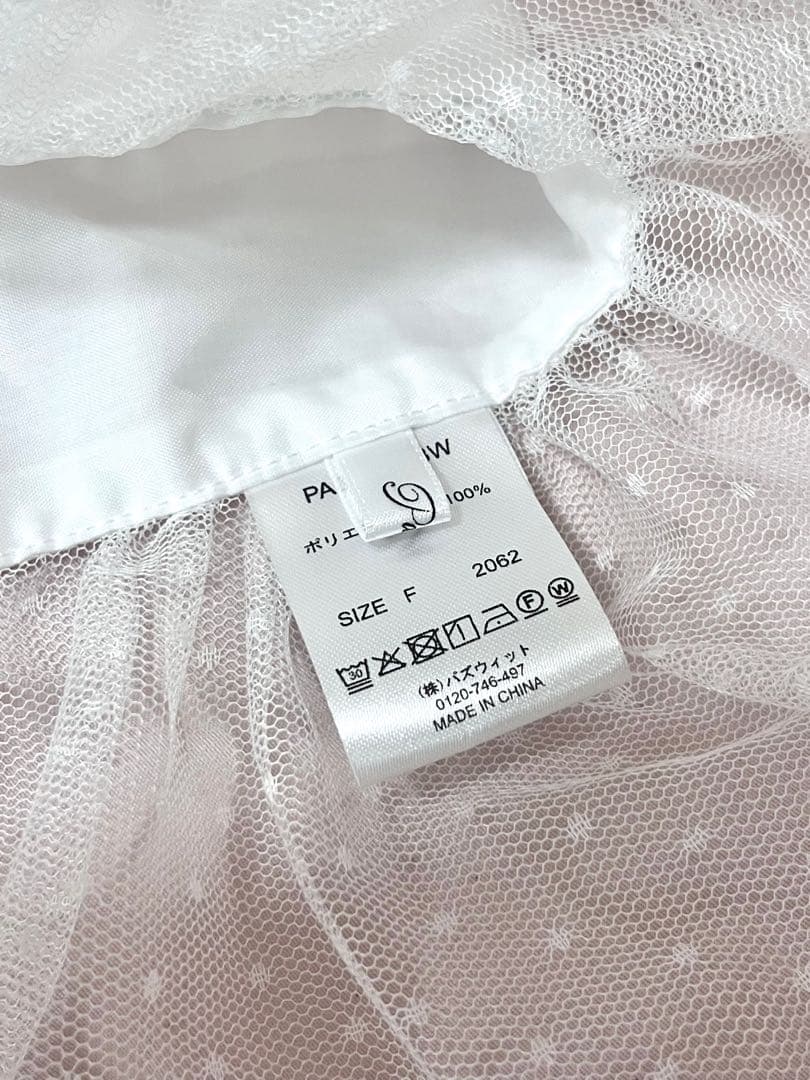 PA
ポリエ 100%
SIZE F 2062
30
F W
(株)バズウィット
0120-746-497
MADE IN CHINA